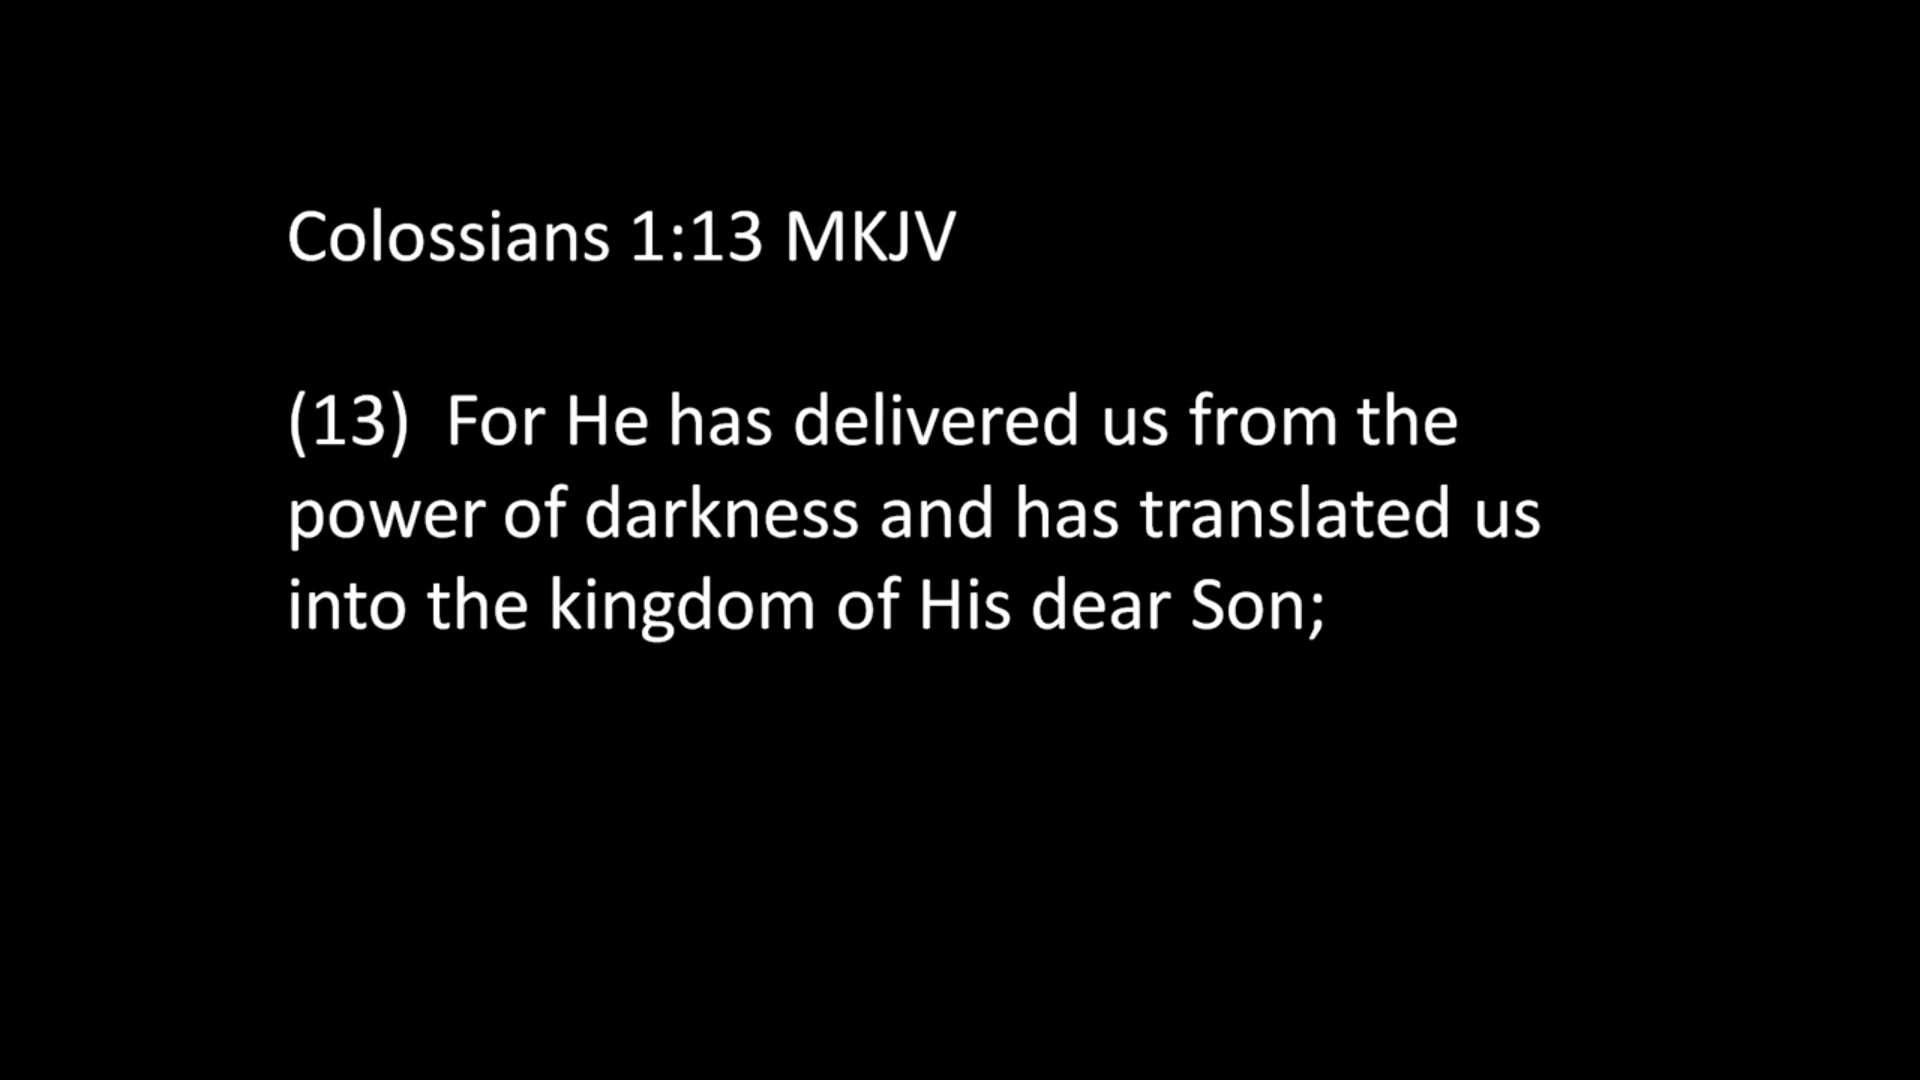 Colossians 1:13 MKJV
(13)  For He has delivered us from the
power of darkness and has translated us
into the kingdom of His dear Son;